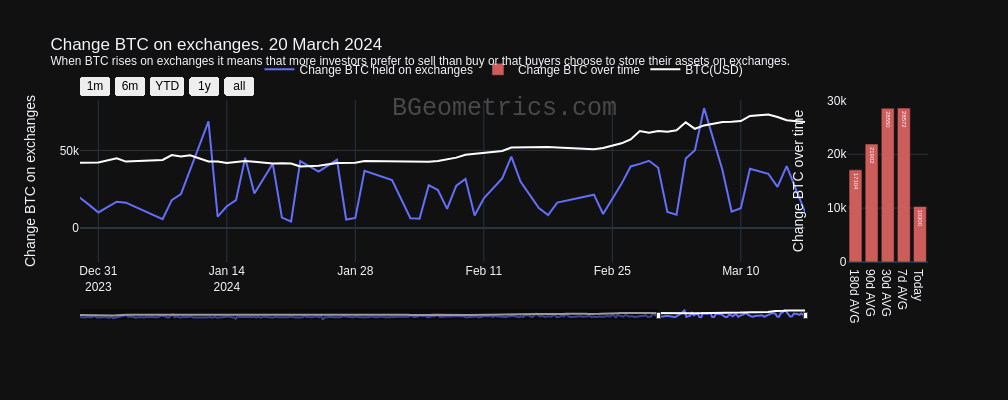 Change BTC on exchanges. 20 March 2024
When BTC rises on exchanges it means that more investors prefer to sell than buy or that buyers choose to store their assets on exchanges.
Change BTC held on exchanges Change BTC over time BTC(USD)
1m 6m YTD 1y all
BGeometrics.com
Change BTC on exchanges
50k
0
Dec 31
2023
Jan 14
2024
Jan 28
Feb 11
Feb 25
Mar 10
Change BTC over time
30k
20k
10k
0
180d AVG
90d AVG
30d AVG
7d AVG
Today